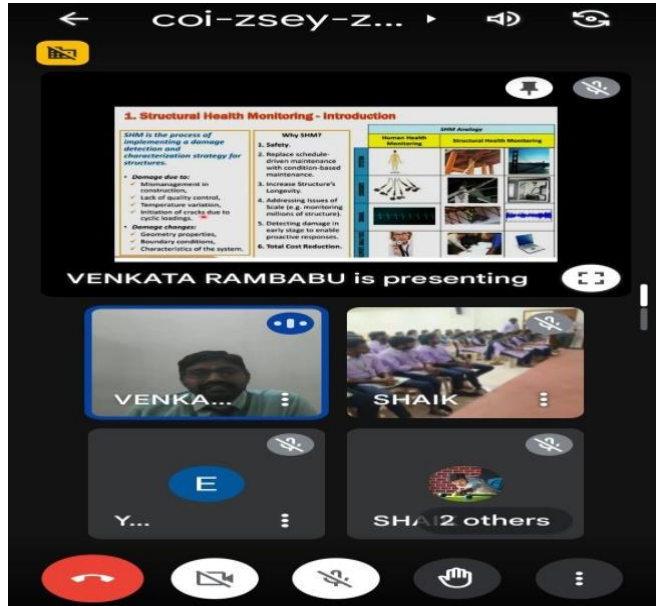 coi-zsey-z...
1. Structural Health Monitoring - Introduction
SHM is the process of
implementing a damage
detection and
characterization strategy for
structures.
• Damage due to:
✓ Mismanagement in
construction,
✓ Lack of quality control,
✓ Temperature variation,
✓ Initiation of cracks due to
cyclic loadings.
• Damage changes:
✓ Geometry properties,
✓ Boundary conditions,
✓ Characteristics of the system.
Why SHM?
1. Safety.
2. Replace schedule-
driven maintenance
with condition-based
maintenance.
3. Increase Structure's
Longevity.
4. Addressing Issues of
Scale (e.g. monitoring
millions of structure).
5. Detecting damage in
early stage to enable
proactive responses.
6. Total Cost Reduction.
SHM Analogy
Human Health
Monitoring
Structural Health Monitoring
VENKATA RAMBABU is presenting
VENKA...
SHAIK
E
Y...
SHAI
2 others